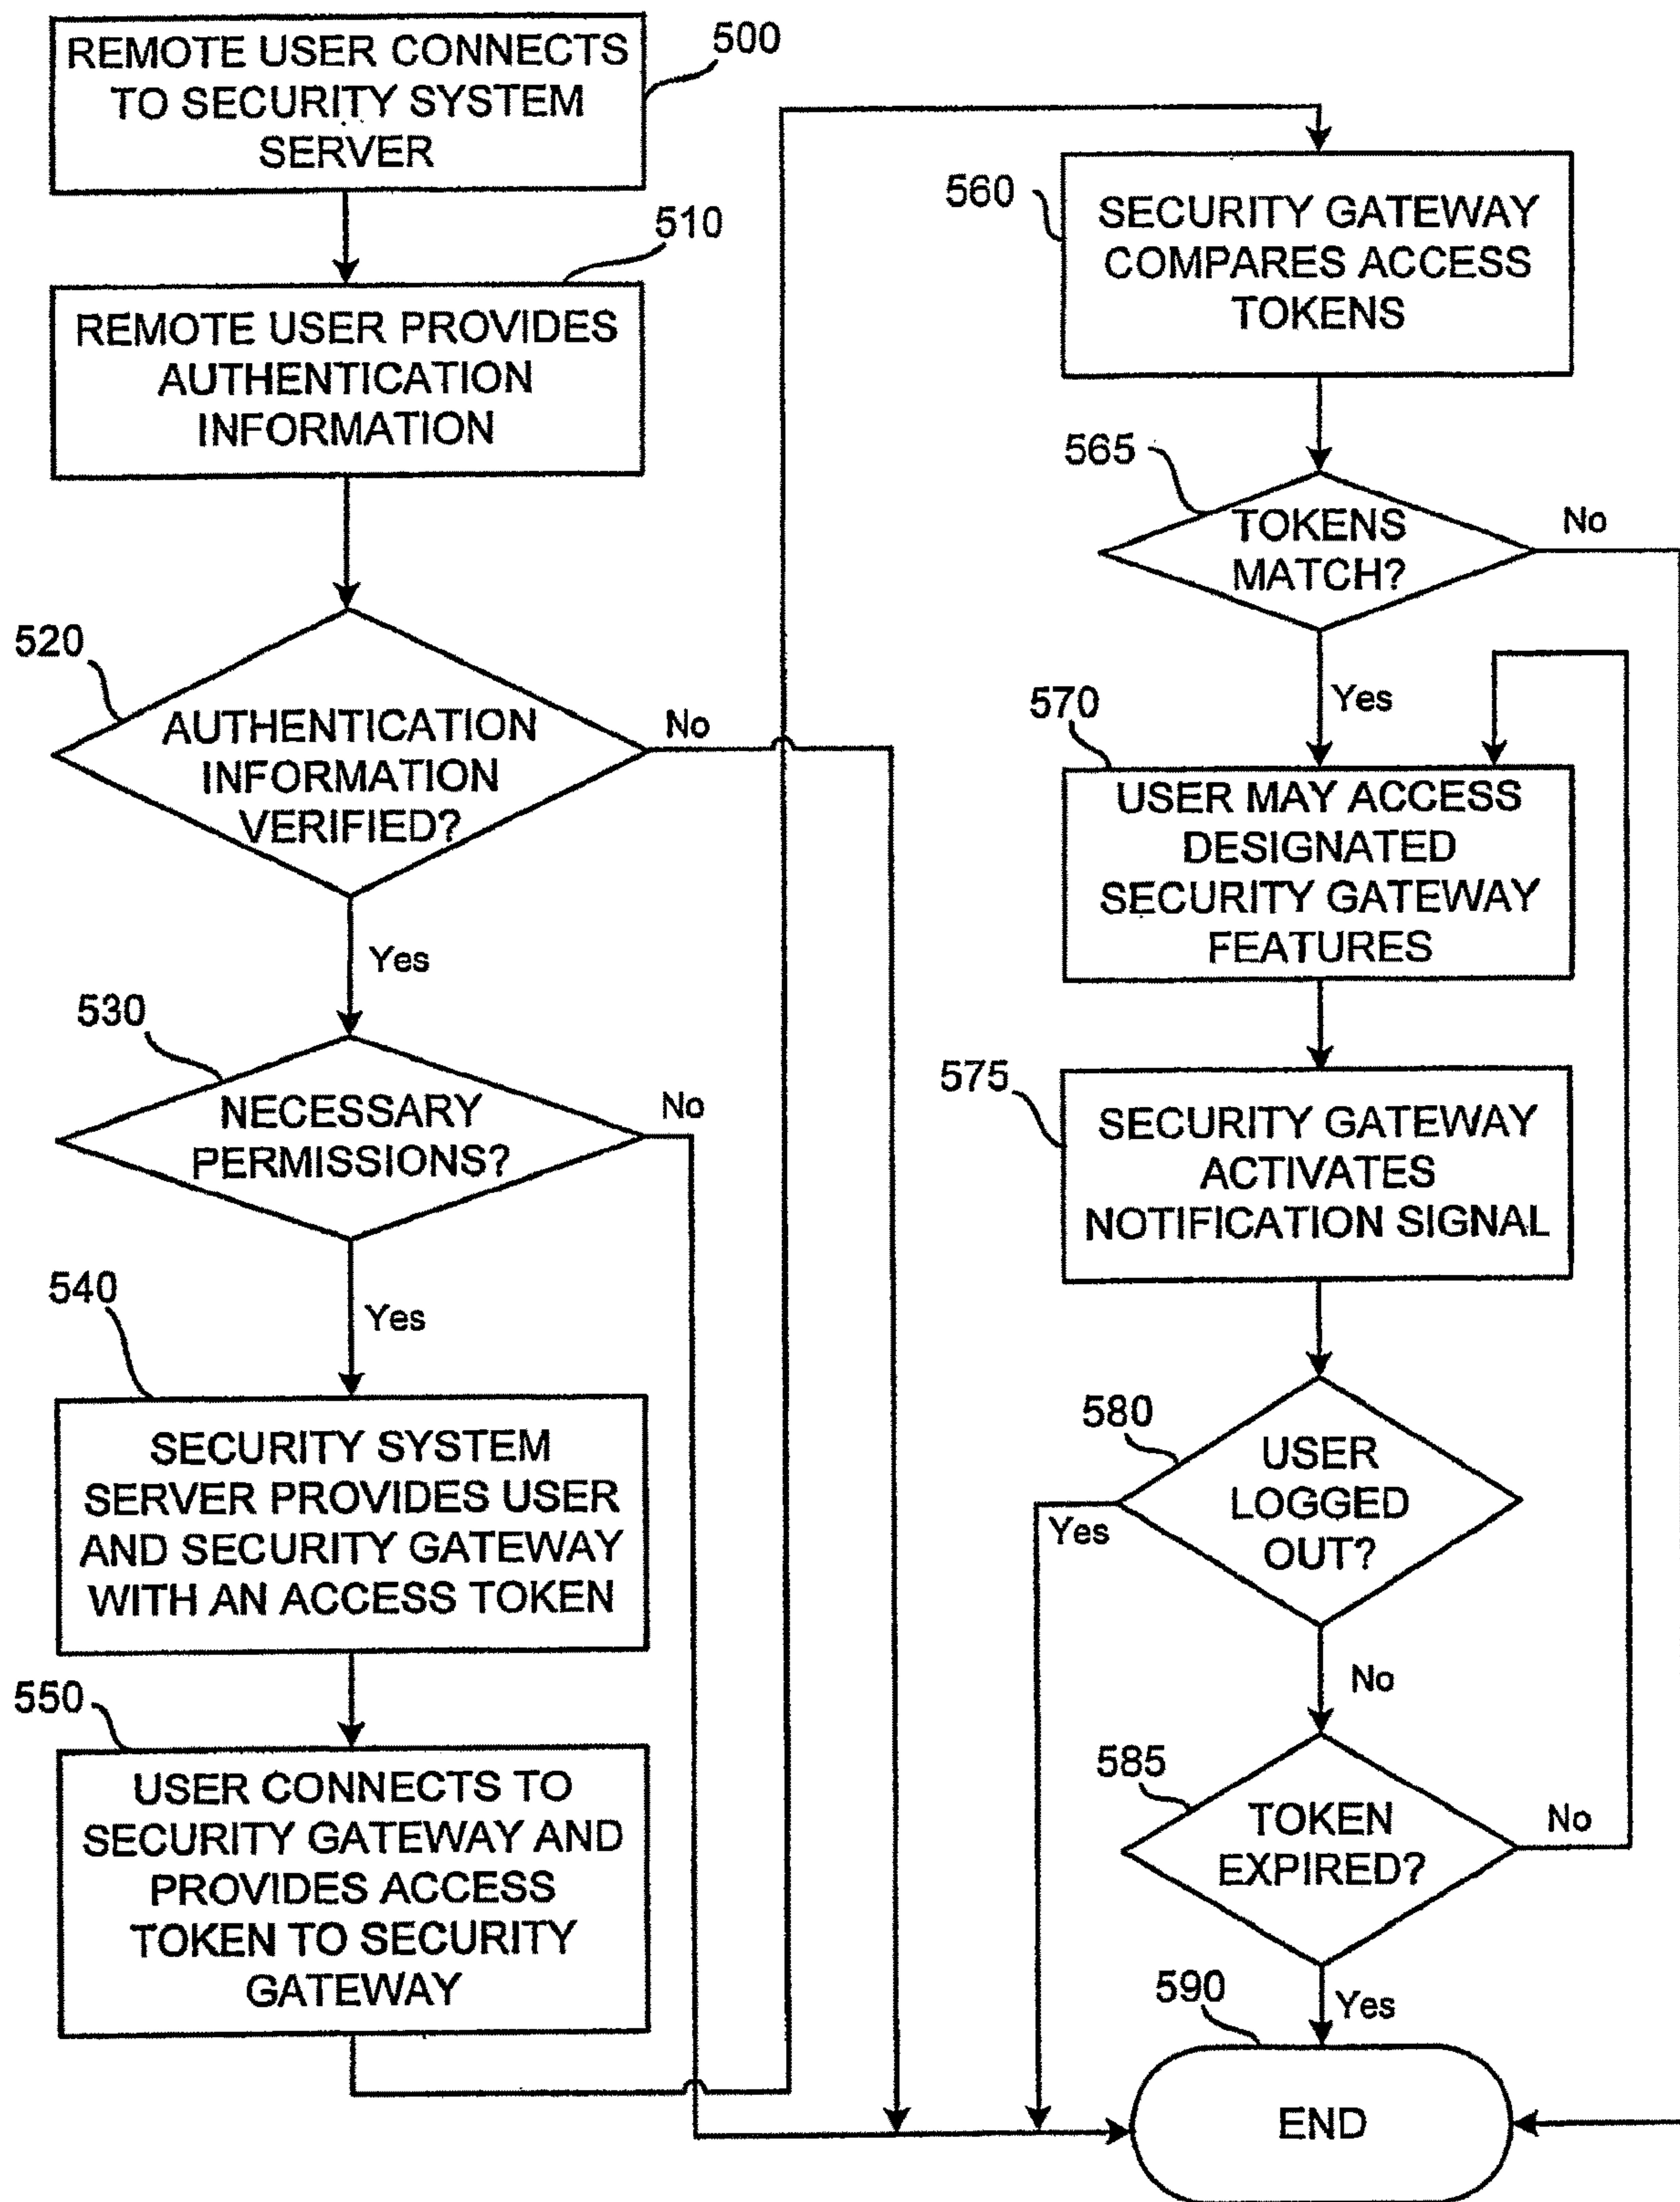 500
REMOTE USER CONNECTS
TO SECURITY SYSTEM
SERVER
510
REMOTE USER PROVIDES
AUTHENTICATION
INFORMATION
520
AUTHENTICATION
INFORMATION
VERIFIED?
No
Yes
530
NECESSARY
PERMISSIONS?
No
Yes
540
SECURITY SYSTEM
SERVER PROVIDES USER
AND SECURITY GATEWAY
WITH AN ACCESS TOKEN
550
USER CONNECTS TO
SECURITY GATEWAY AND
PROVIDES ACCESS
TOKEN TO SECURITY
GATEWAY
560
SECURITY GATEWAY
COMPARES ACCESS
TOKENS
565
TOKENS
MATCH?
No
Yes
570
USER MAY ACCESS
DESIGNATED
SECURITY GATEWAY
FEATURES
575
SECURITY GATEWAY
ACTIVATES
NOTIFICATION SIGNAL
580
USER
LOGGED
OUT?
Yes
No
585
TOKEN
EXPIRED?
No
Yes
590
END